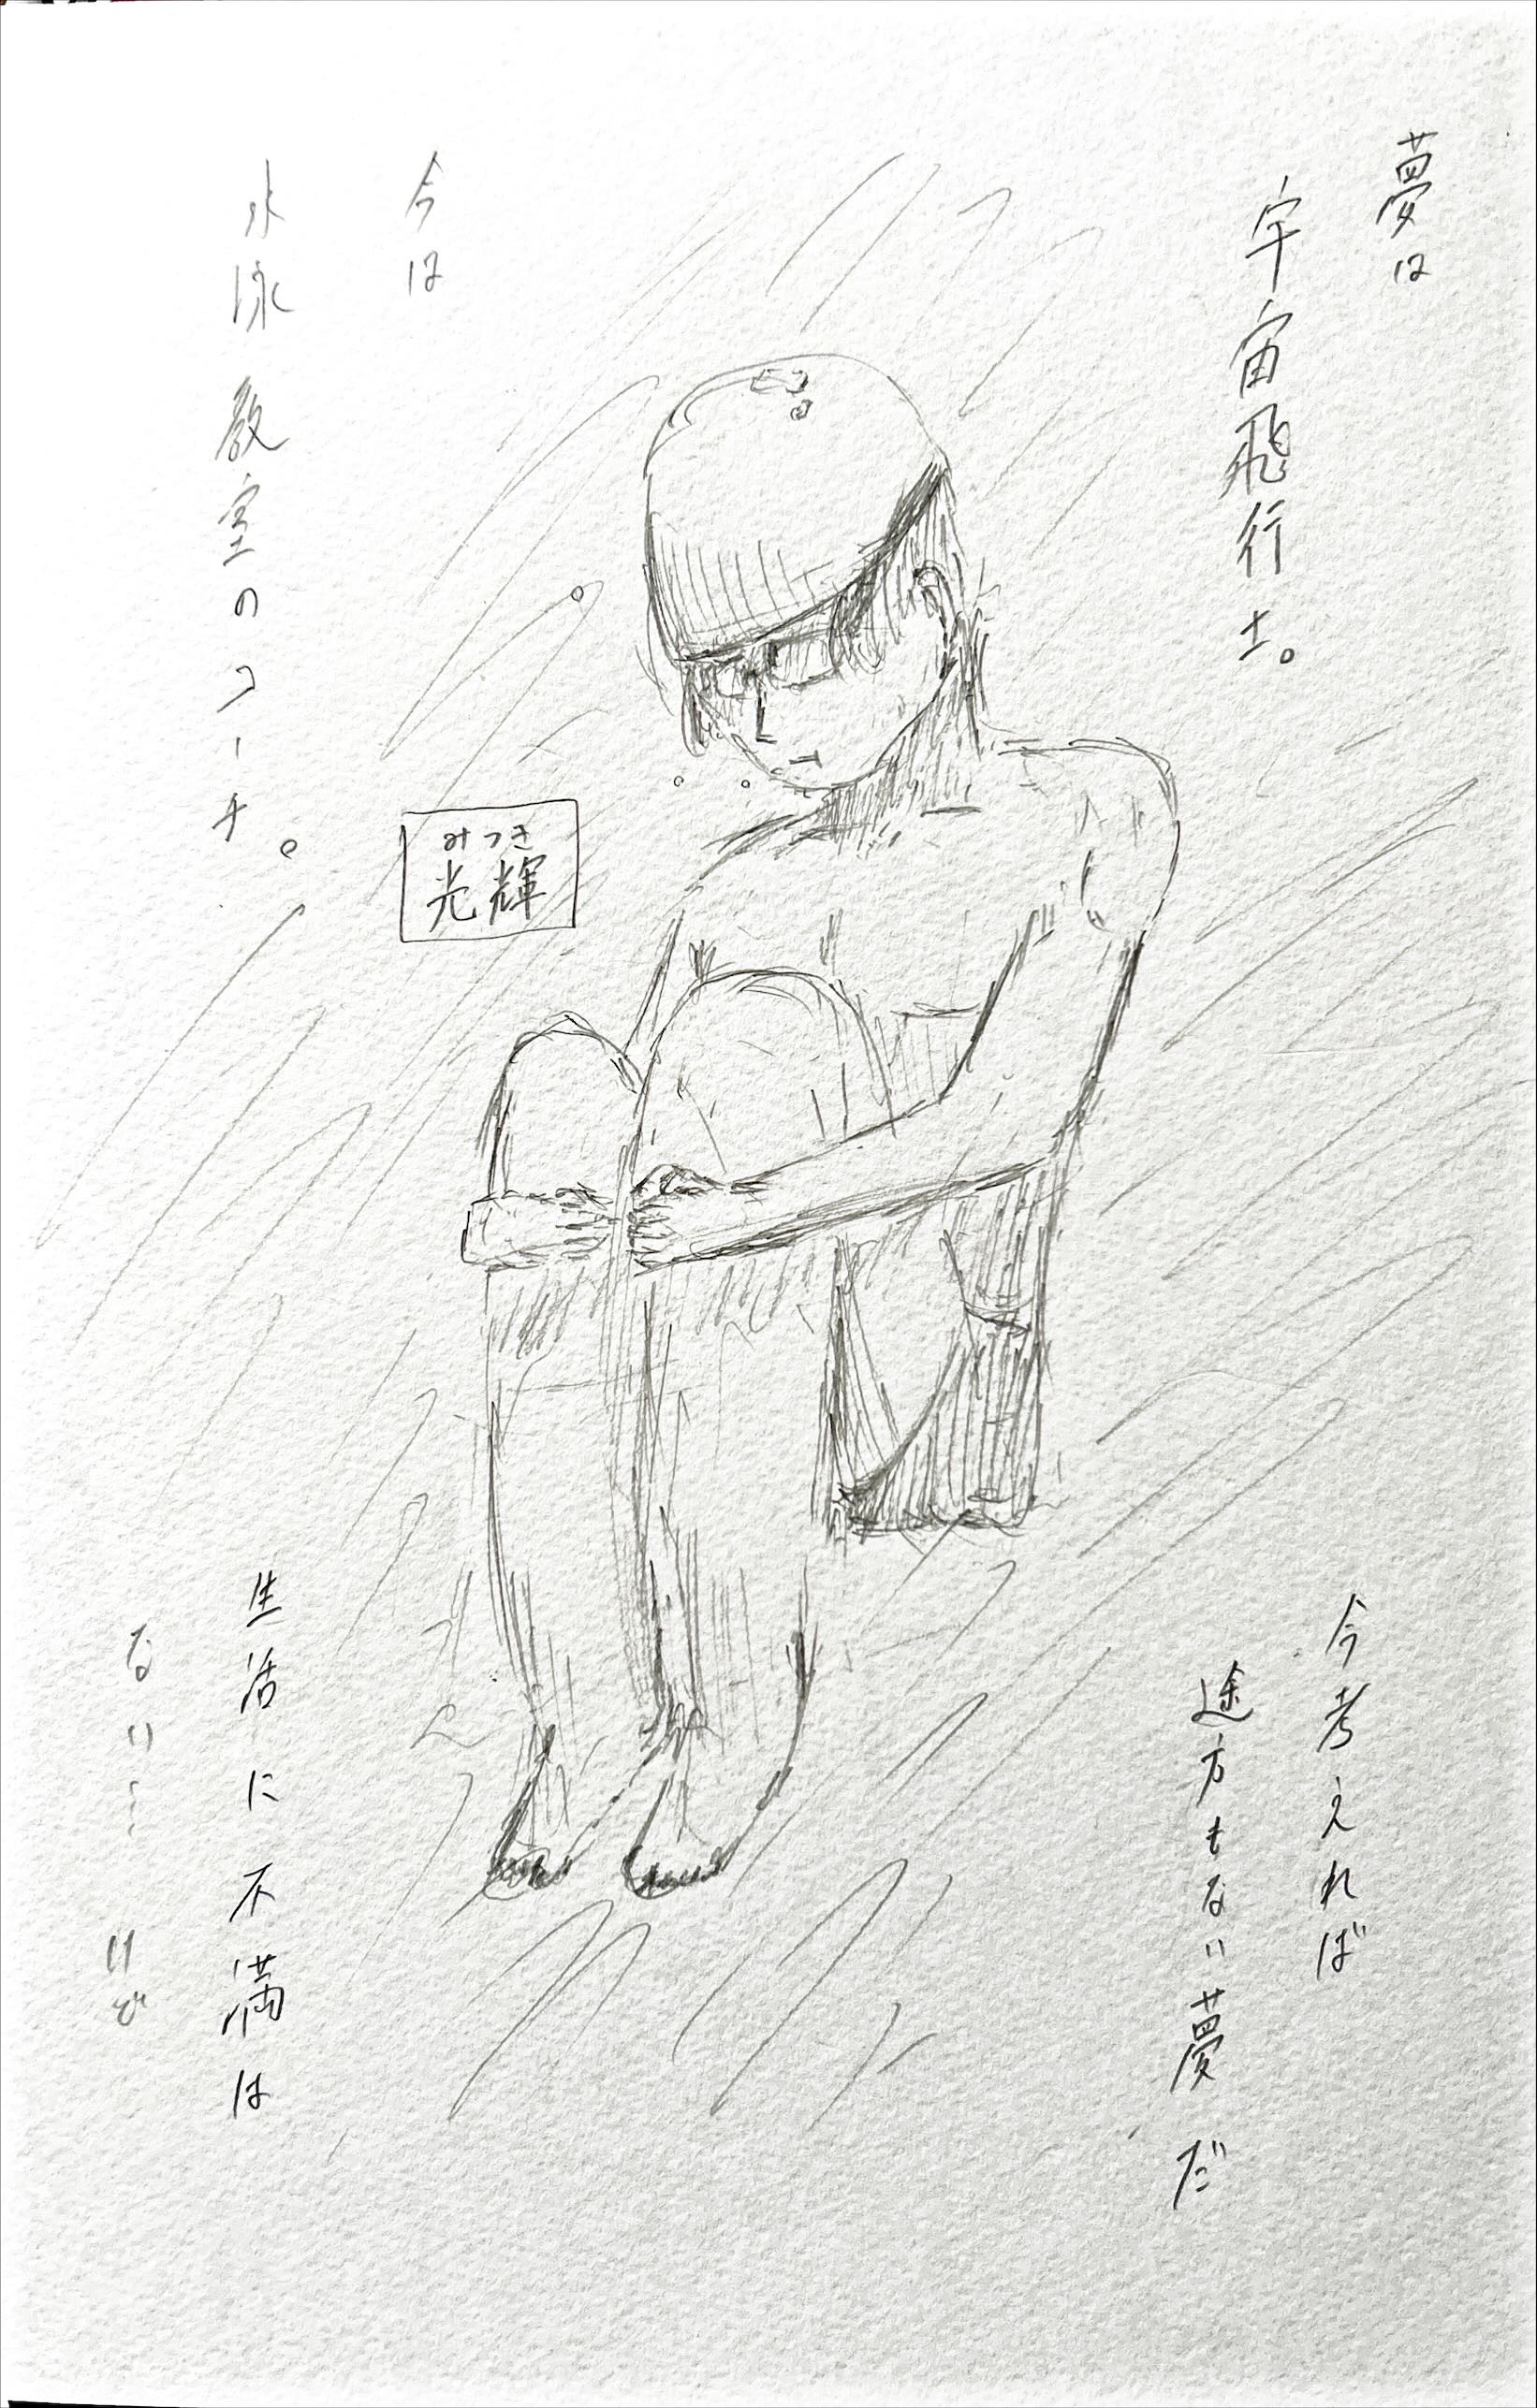 夢は
宇宙飛行士。
今考えれば
途方もない夢だ
今は
水泳教室のコーチ。
みつき
光輝
生活に不満は
ない…けど